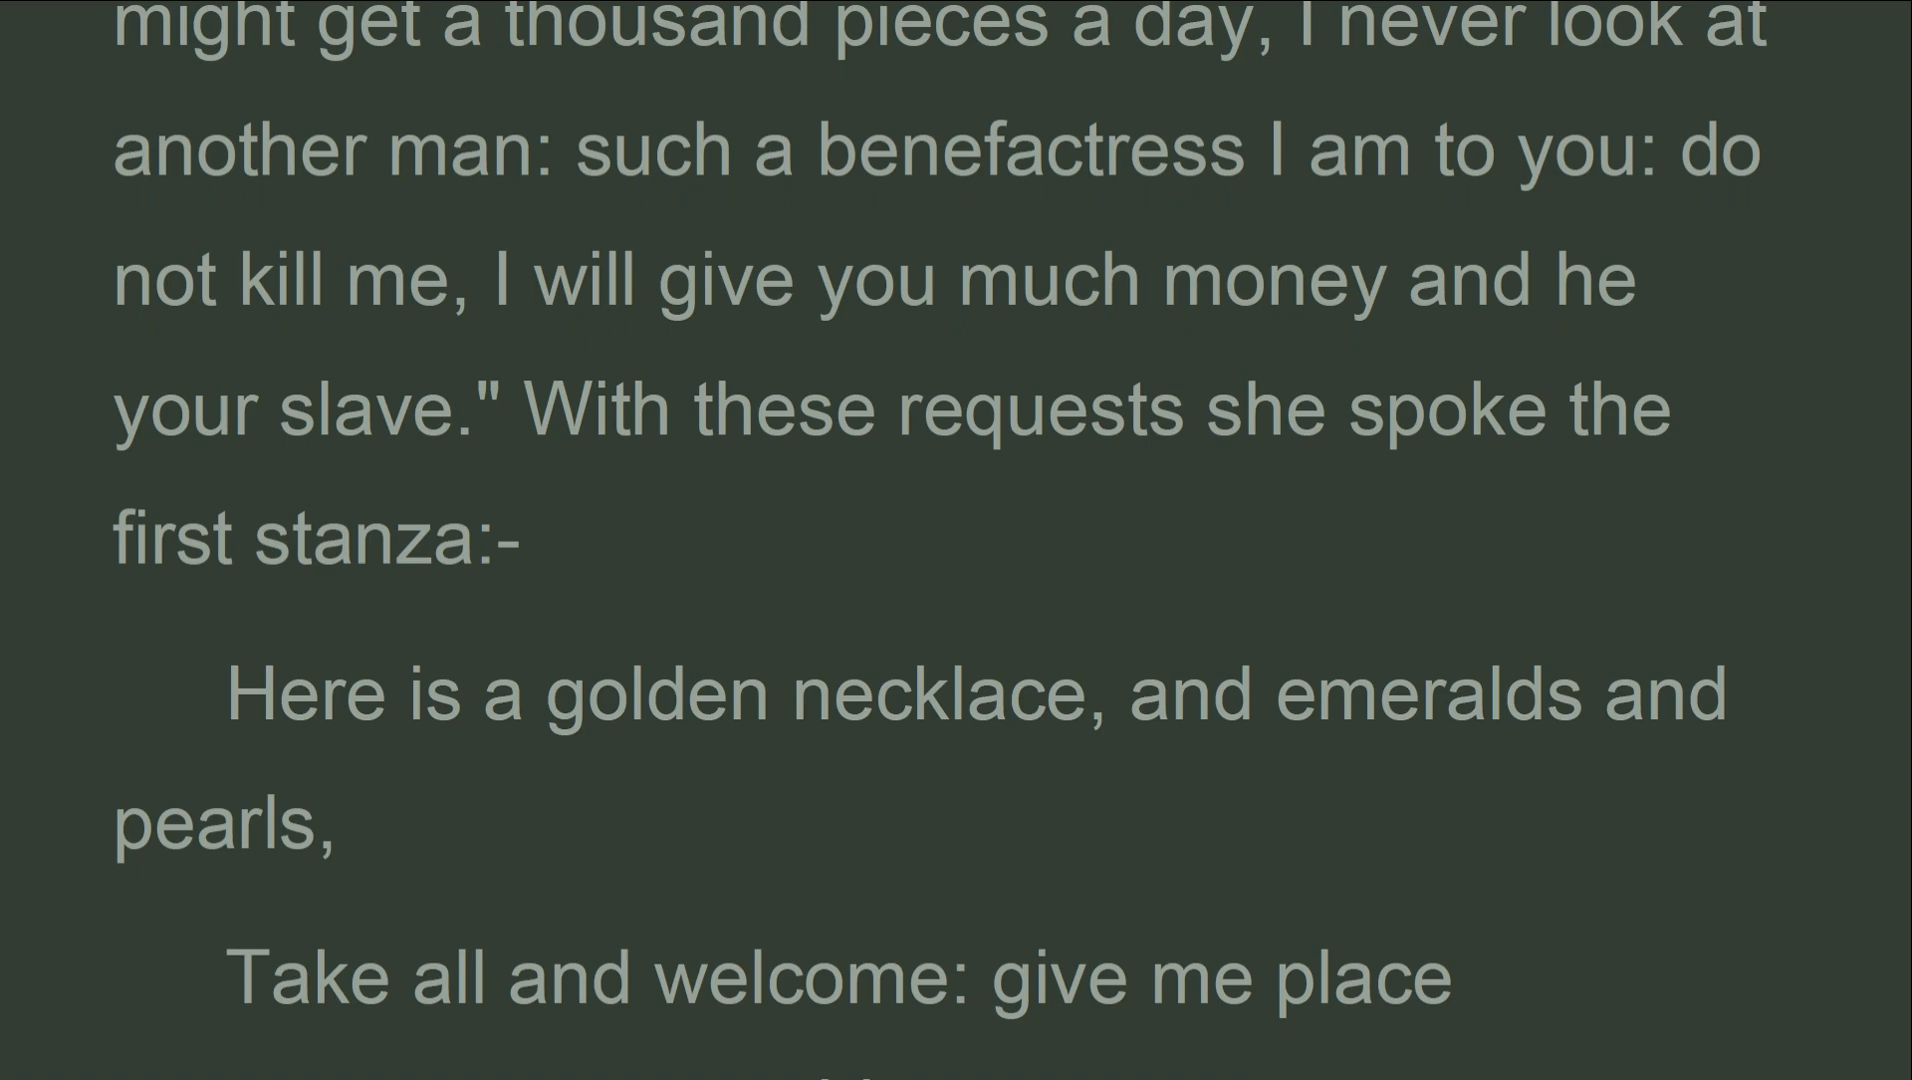 might get a thousand pieces a day, I never look at
another man: such a benefactress I am to you: do
not kill me, I will give you much money and he
your slave." With these requests she spoke the
first stanza:-
Here is a golden necklace, and emeralds and
pearls,
Take all and welcome: give me place